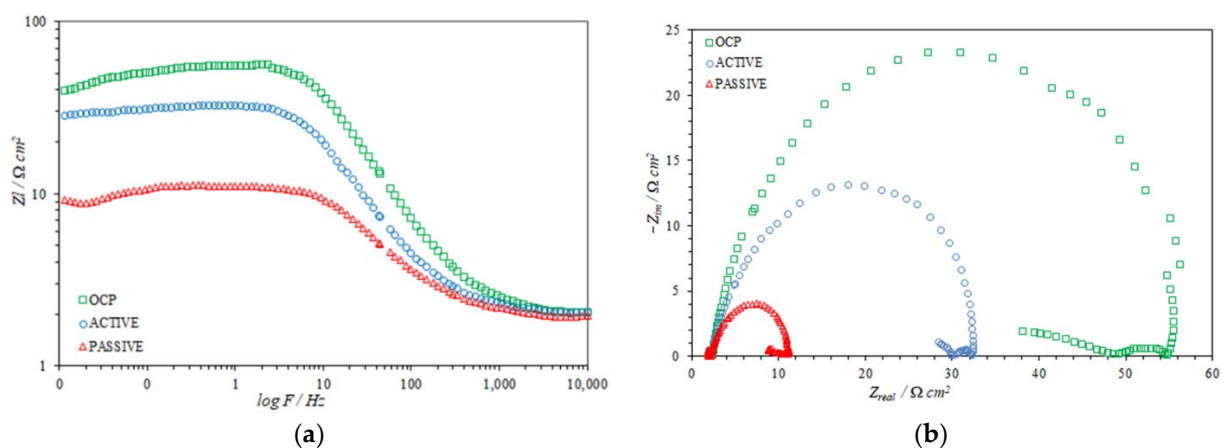 100
10
1
Z1 / Ω cm²
OCP
ACTIVE
PASSIVE
0 0 1 10 100 1,000 10,000
log F / Hz
(a)
25
20
15
10
5
0
-Zim / Ω cm²
OCP
ACTIVE
PASSIVE
0 10 20 30 40 50 60
Zreal / Ω cm²
(b)